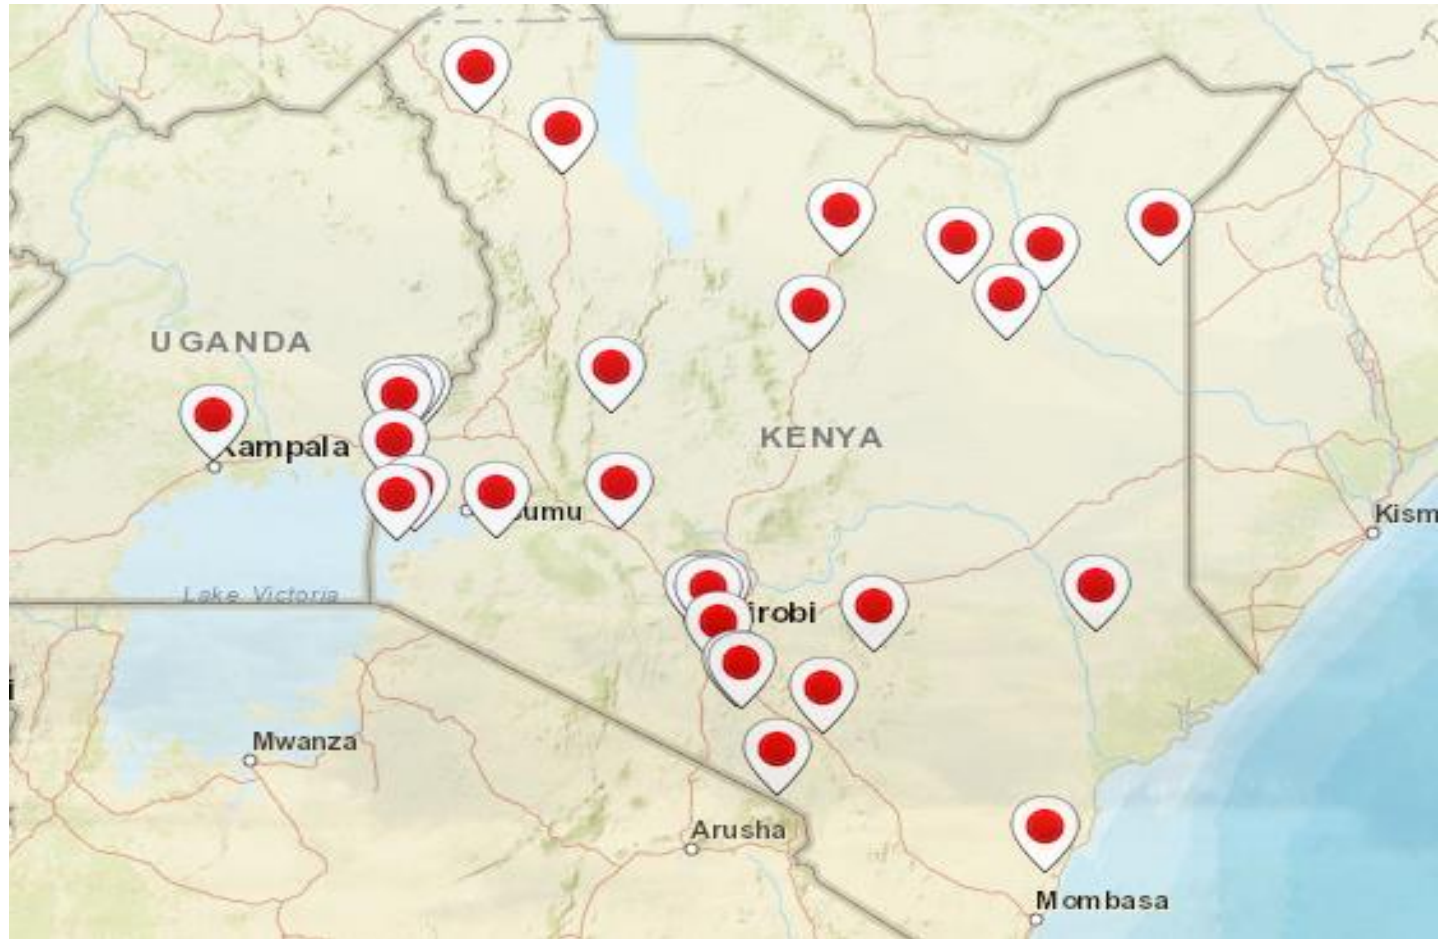 UGANDA
KENYA
Kampala
umu
Kism
Lake Victoria
irobi
Mwanza
Arusha
Mombasa